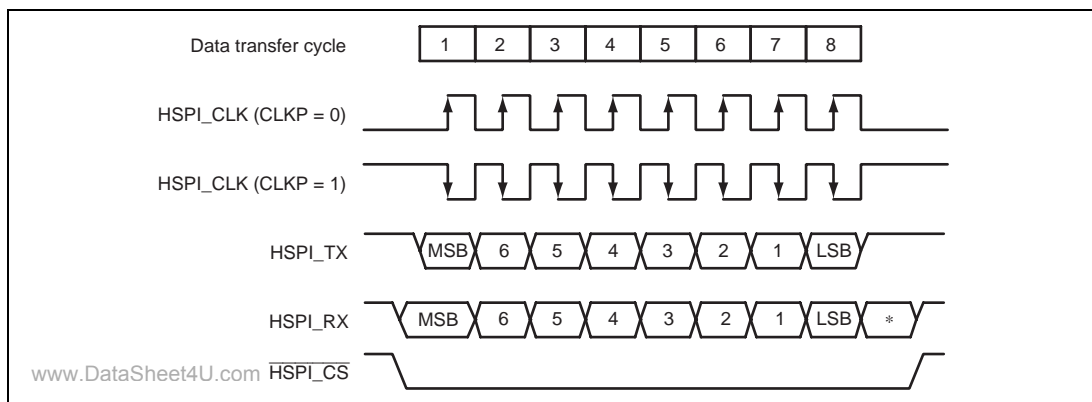 Data transfer cycle 1 2 3 4 5 6 7 8
HSPI_CLK (CLKP = 0)
HSPI_CLK (CLKP = 1)
HSPI_TX MSB 6 5 4 3 2 1 LSB
HSPI_RX MSB 6 5 4 3 2 1 LSB *
www.DataSheet4U.com HSPI_CS